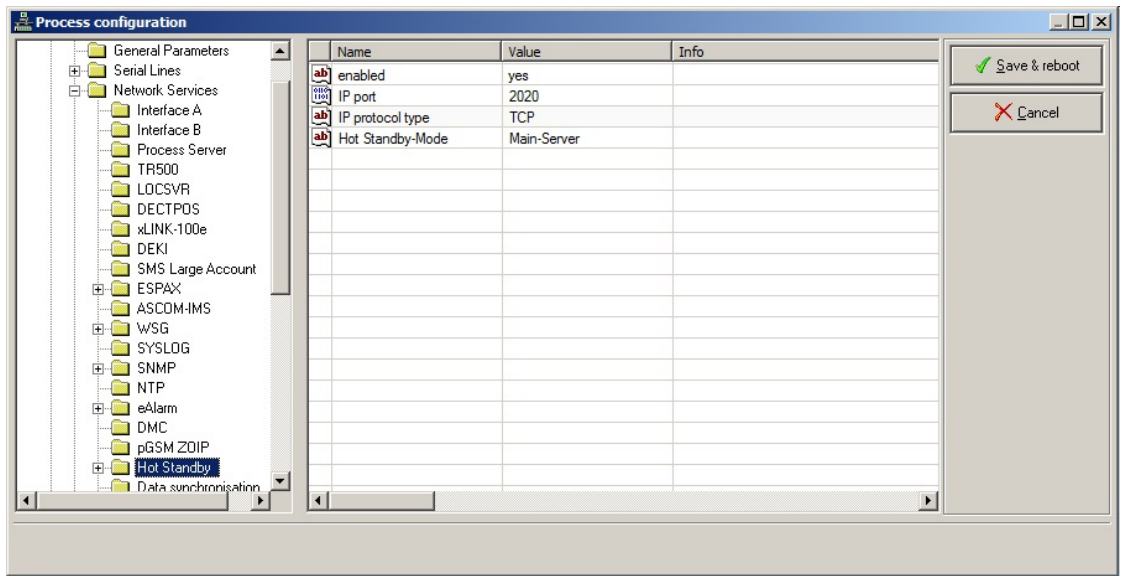 Process configuration
General Parameters
Serial Lines
Network Services
Interface A
Interface B
Process Server
TR500
LOCSVR
DECTPOS
xLINK-100e
DEKI
SMS Large Account
ESPAX
ASCOM-IMS
WSG
SYSLOG
SNMP
NTP
eAlarm
DMC
pGSM ZOIP
Hot Standby
Data synchronisation
Name Value Info
enabled yes
IP port 2020
IP protocol type TCP
Hot Standby-Mode Main-Server
Save & reboot
Cancel